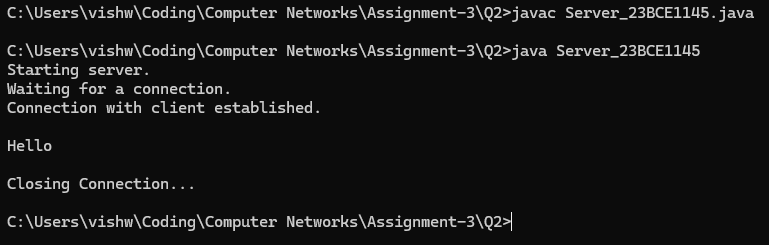 C:\Users\vishw\Coding\Computer Networks\Assignment-3\Q2>javac Server_23BCE1145.java
C:\Users\vishw\Coding\Computer Networks\Assignment-3\Q2>java Server_23BCE1145
Starting server.
Waiting for a connection.
Connection with client established.
Hello
Closing Connection...
C:\Users\vishw\Coding\Computer Networks\Assignment-3\Q2>